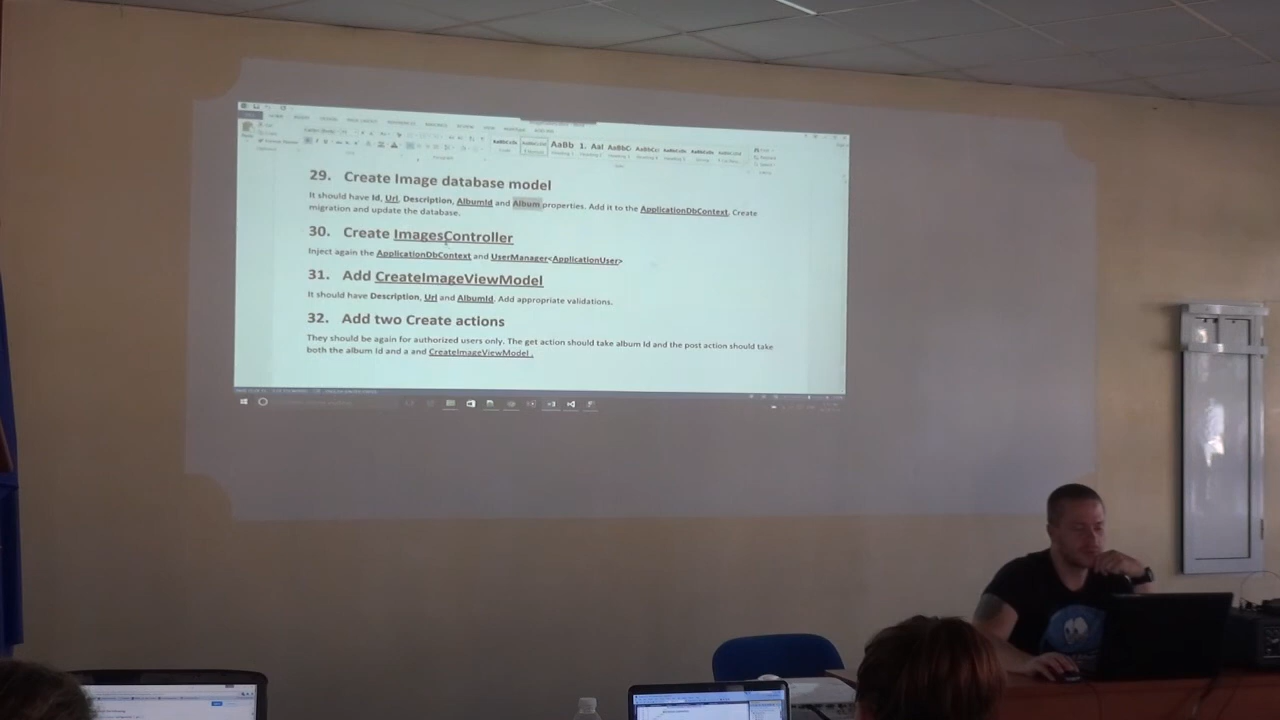 AaBb 1. AaI AaBbC
29. Create Image database model
It should have Id, Url, Description, AlbumId and Album properties. Add it to the ApplicationDbContext. Create
migration and update the database.
30. Create ImagesController
Inject again the ApplicationDbContext and UserManager<ApplicationUser>
31. Add CreateImageViewModel
It should have Description, Url and AlbumId. Add appropriate validations.
32. Add two Create actions
They should be again for authorized users only. The get action should take album Id and the post action should take
both the album Id and a and CreateImageViewModel .